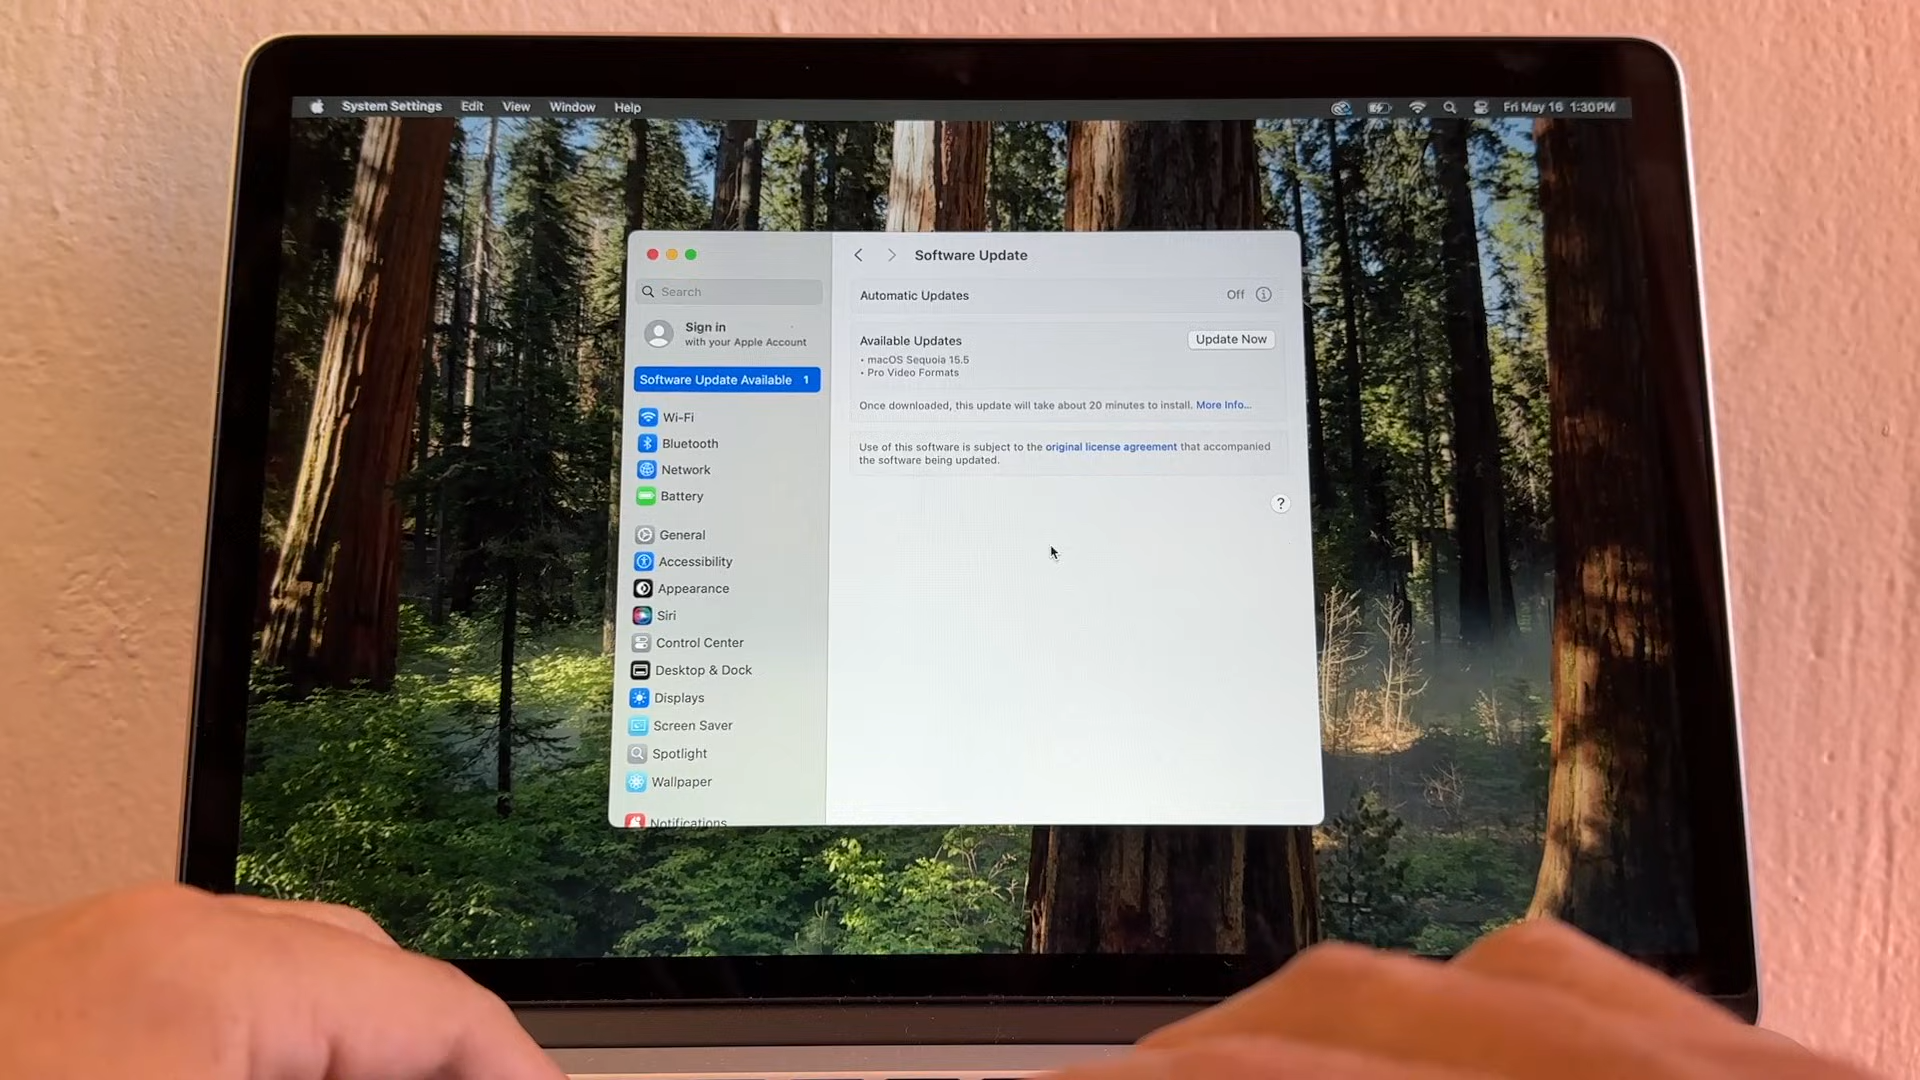 System Settings Edit View Window Help Fri May 16 1:30 PM
Software Update
Search
Automatic Updates Off
Sign in
with your Apple Account
Available Updates Update Now
• macOS Sequoia 15.5
• Pro Video Formats
Software Update Available 1
Once downloaded, this update will take about 20 minutes to install. More Info...
Use of this software is subject to the original license agreement that accompanied
the software being updated.
?
Wi-Fi
Bluetooth
Network
Battery
General
Accessibility
Appearance
Siri
Control Center
Desktop & Dock
Displays
Screen Saver
Spotlight
Wallpaper
Notifications